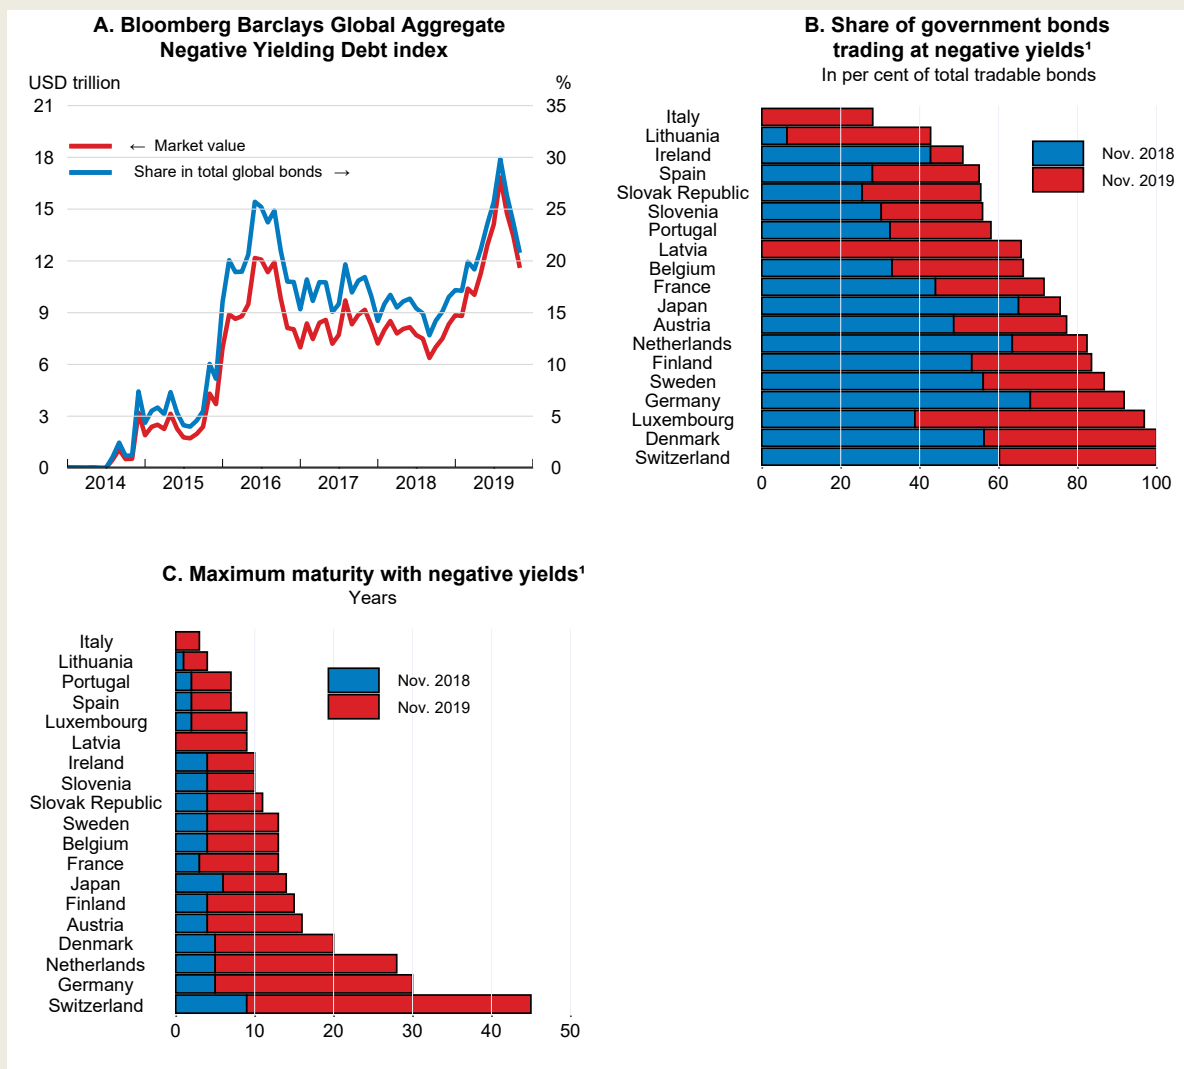 A. Bloomberg Barclays Global Aggregate
Negative Yielding Debt index
USD trillion
%
21
18
15
12
9
6
3
0
35
30
25
20
15
10
5
0
← Market value
Share in total global bonds →
2014 2015 2016 2017 2018 2019
B. Share of government bonds
trading at negative yields¹
In per cent of total tradable bonds
Italy
Lithuania
Ireland
Spain
Slovak Republic
Slovenia
Portugal
Latvia
Belgium
France
Japan
Austria
Netherlands
Finland
Sweden
Germany
Luxembourg
Denmark
Switzerland
Nov. 2018
Nov. 2019
0 20 40 60 80 100
C. Maximum maturity with negative yields¹
Years
Italy
Lithuania
Portugal
Spain
Luxembourg
Latvia
Ireland
Slovenia
Slovak Republic
Sweden
Belgium
France
Japan
Finland
Austria
Denmark
Netherlands
Germany
Switzerland
Nov. 2018
Nov. 2019
0 10 20 30 40 50